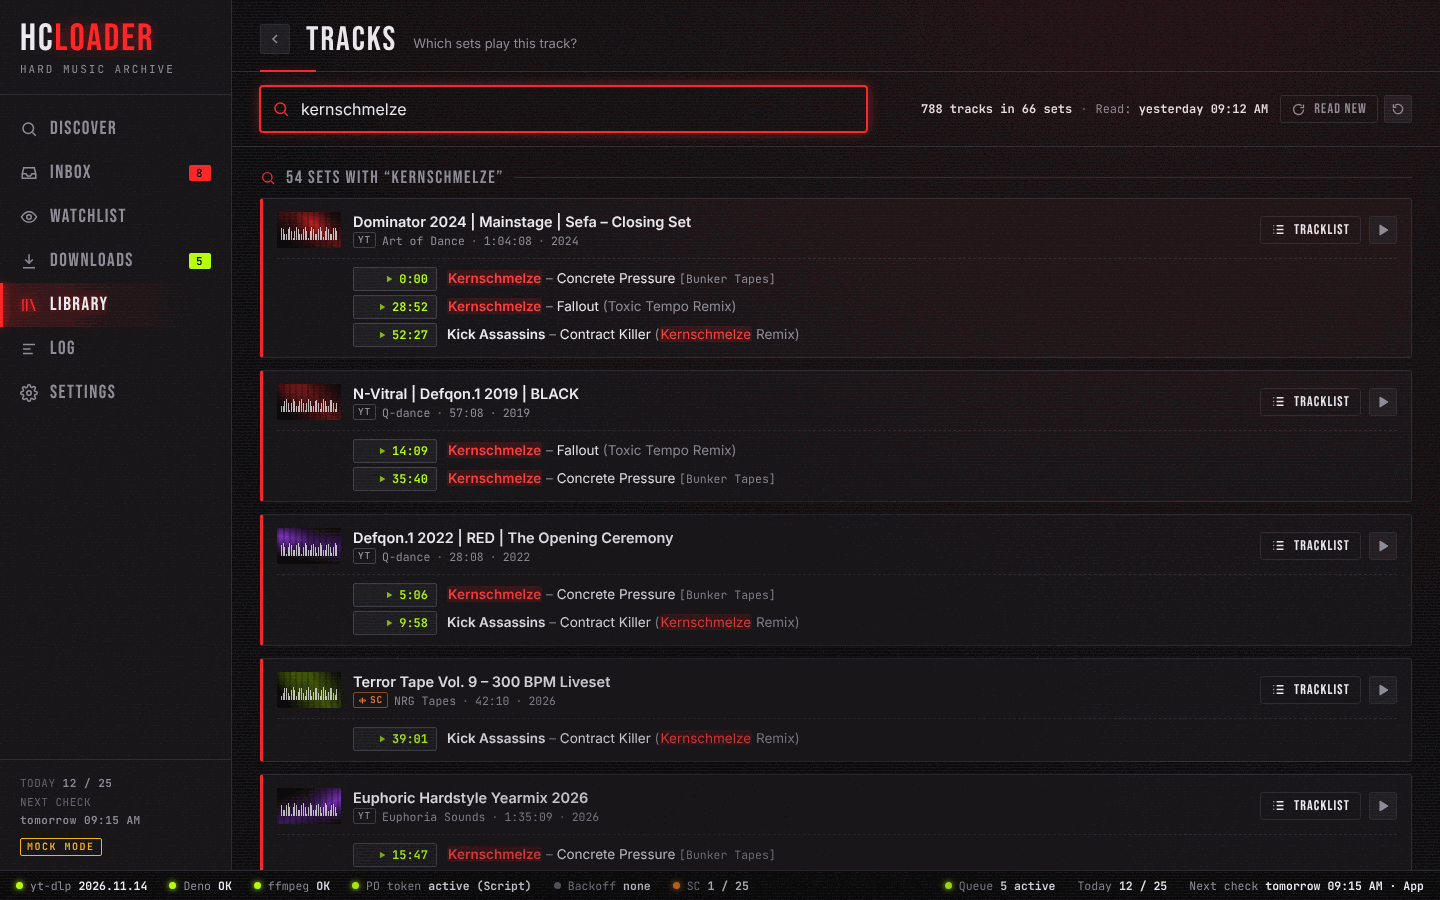 HCLOADER
HARD MUSIC ARCHIVE
DISCOVER
INBOX 8
WATCHLIST
DOWNLOADS 5
LIBRARY
LOG
SETTINGS
TODAY 12 / 25
NEXT CHECK
tomorrow 09:15 AM
MOCK MODE
TRACKS Which sets play this track?
kernschmelze
788 tracks in 66 sets · Read: yesterday 09:12 AM READ NEW
54 SETS WITH “KERNSCHMELZE”
Dominator 2024 | Mainstage | Sefa – Closing Set
YT Art of Dance · 1:04:08 · 2024
TRACKLIST
0:00 Kernschmelze – Concrete Pressure [Bunker Tapes]
28:52 Kernschmelze – Fallout (Toxic Tempo Remix)
52:27 Kick Assassins – Contract Killer (Kernschmelze Remix)
N-Vitral | Defqon.1 2019 | BLACK
YT Q-dance · 57:08 · 2019
TRACKLIST
14:09 Kernschmelze – Fallout (Toxic Tempo Remix)
35:40 Kernschmelze – Concrete Pressure [Bunker Tapes]
Defqon.1 2022 | RED | The Opening Ceremony
YT Q-dance · 28:08 · 2022
TRACKLIST
5:06 Kernschmelze – Concrete Pressure [Bunker Tapes]
9:58 Kick Assassins – Contract Killer (Kernschmelze Remix)
Terror Tape Vol. 9 – 300 BPM Liveset
SC NRG Tapes · 42:10 · 2026
TRACKLIST
39:01 Kick Assassins – Contract Killer (Kernschmelze Remix)
Euphoric Hardstyle Yearmix 2026
YT Euphoria Sounds · 1:35:09 · 2026
TRACKLIST
15:47 Kernschmelze – Concrete Pressure [Bunker Tapes]
yt-dlp 2026.11.14 Deno OK ffmpeg OK PO token active (Script) Backoff none SC 1 / 25 Queue 5 active Today 12 / 25 Next check tomorrow 09:15 AM · App